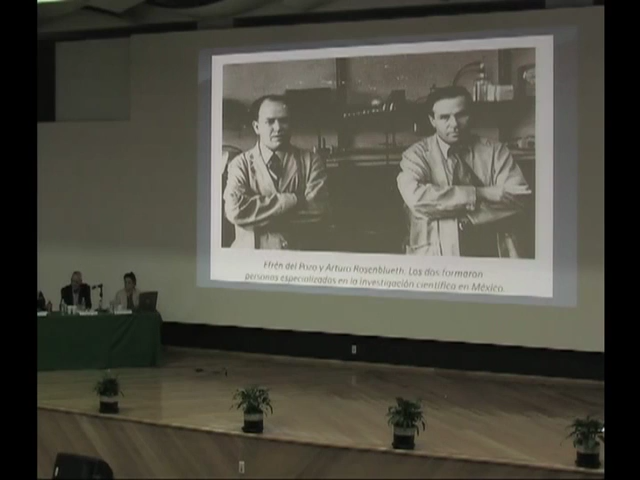 Efrén del Pozo y Arturo Rosenblueth. Los dos formaron
personas especializadas en la investigación científica en México.